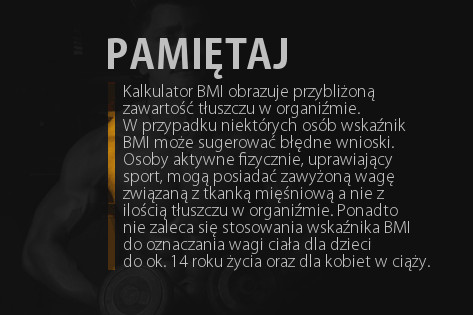 PAMIĘTAJ
Kalkulator BMI obrazuje przybliżoną
zawartość tłuszczu w organiźmie.
W przypadku niektórych osób wskaźnik
BMI może sugerować błędne wnioski.
Osoby aktywne fizycznie, uprawiający
sport, mogą posiadać zawyżoną wagę
związaną z tkanką mięśniową a nie z
ilością tłuszczu w organiźmie. Ponadto
nie zaleca się stosowania wskaźnika BMI
do oznaczania wagi ciała dla dzieci
do ok. 14 roku życia oraz dla kobiet w ciąży.